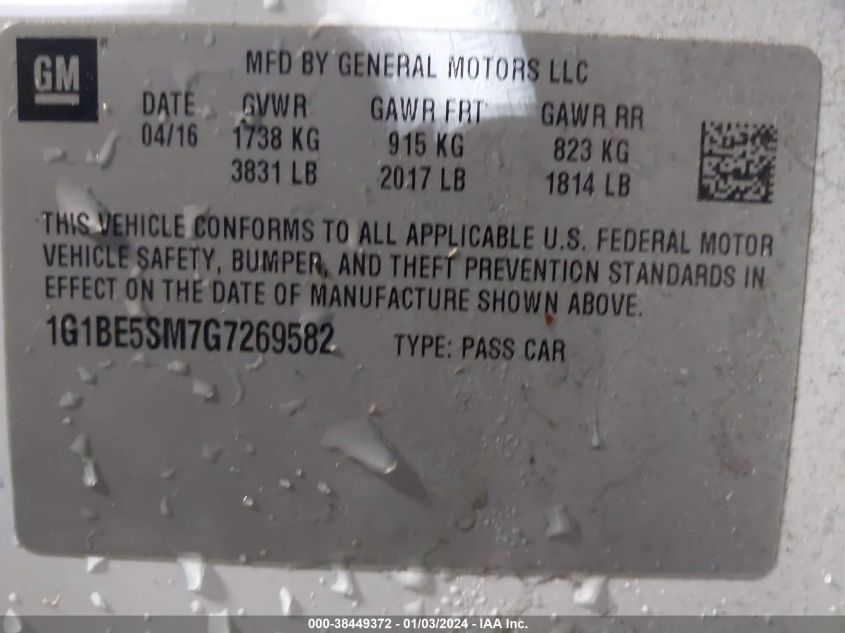 GM
MFD BY GENERAL MOTORS LLC
DATE GVWR GAWR FRT GAWR RR
04/16 1738 KG 915 KG 823 KG
3831 LB 2017 LB 1814 LB
THIS VEHICLE CONFORMS TO ALL APPLICABLE U.S. FEDERAL MOTOR
VEHICLE SAFETY, BUMPER, AND THEFT PREVENTION STANDARDS IN
EFFECT ON THE DATE OF MANUFACTURE SHOWN ABOVE.
1G1BE5SM7G7269582 TYPE: PASS CAR
000-38449372 - 01/03/2024 - IAA Inc.